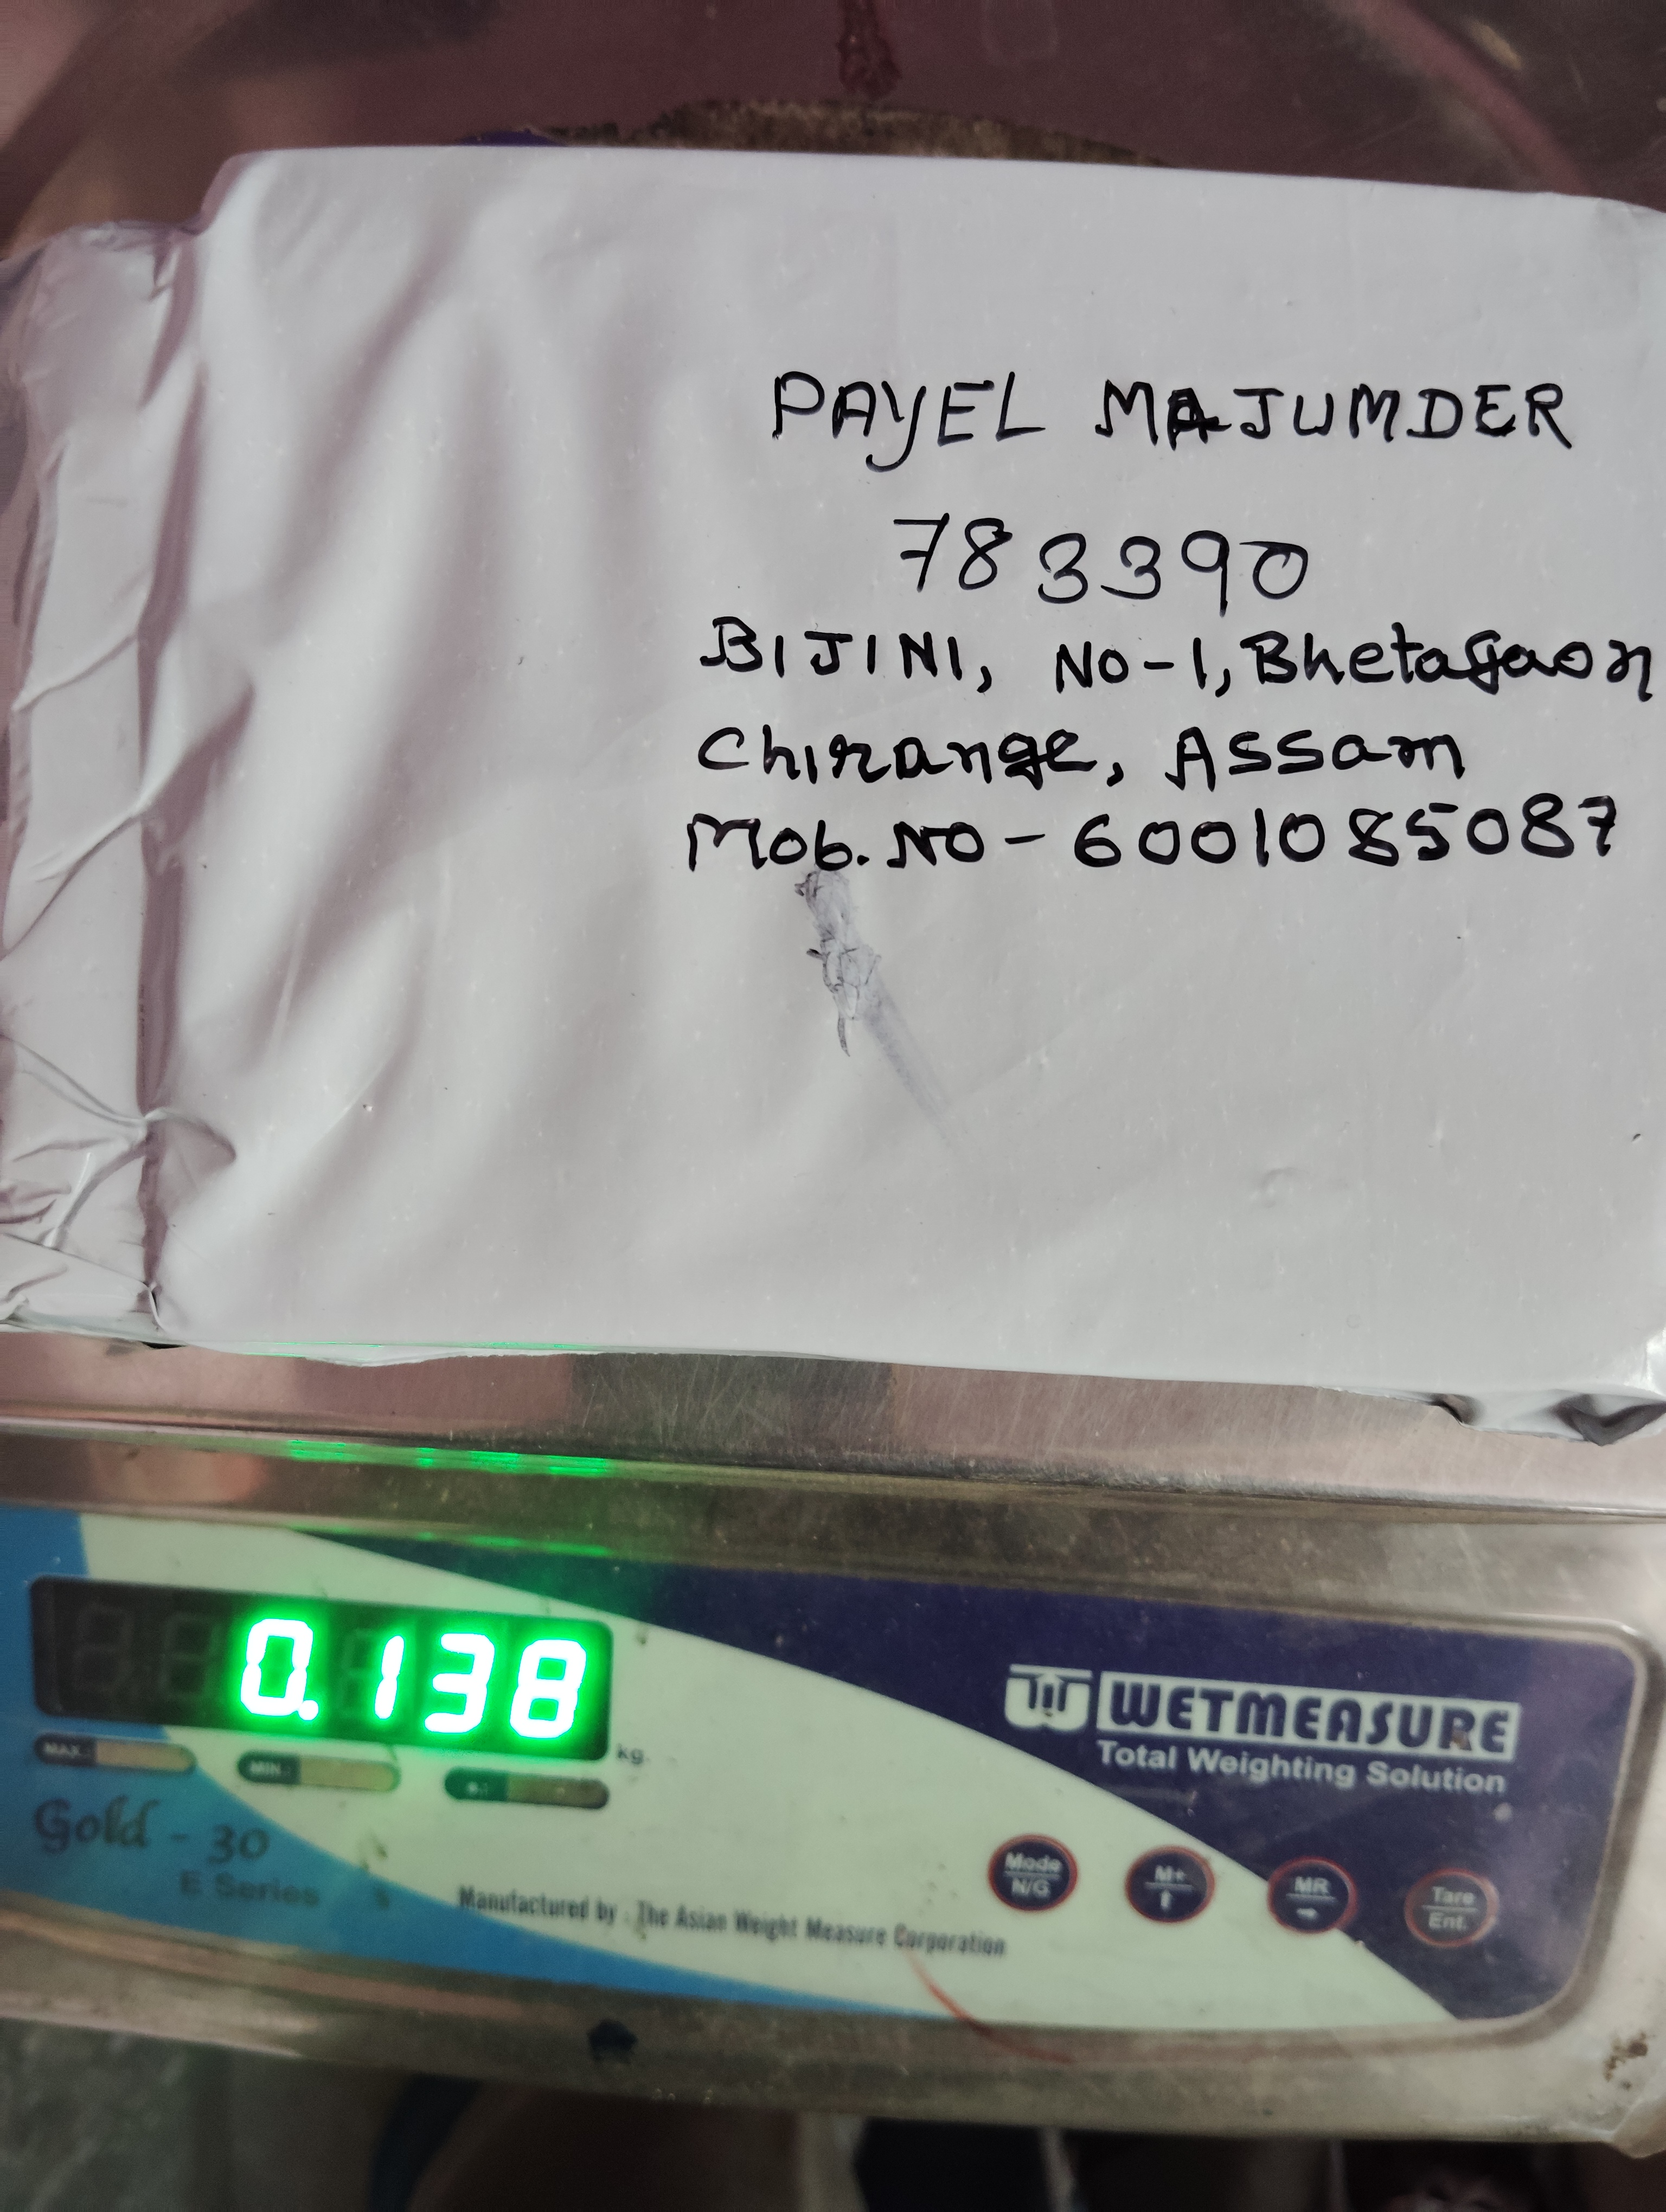 PAYEL MAJUMDER
783390
BIJINI, NO-1, Bhetagaon
Chirange, Assam
Mob. NO - 6001085087
0.138
kg.
MAX.:
MIN.:
e.:
WETMEASURE
Total Weighting Solution
Gold - 30
E Series
Mode
N/G
M+
MR
Tare
Ent.
Manufactured by : The Asian Weight Measure Corporation